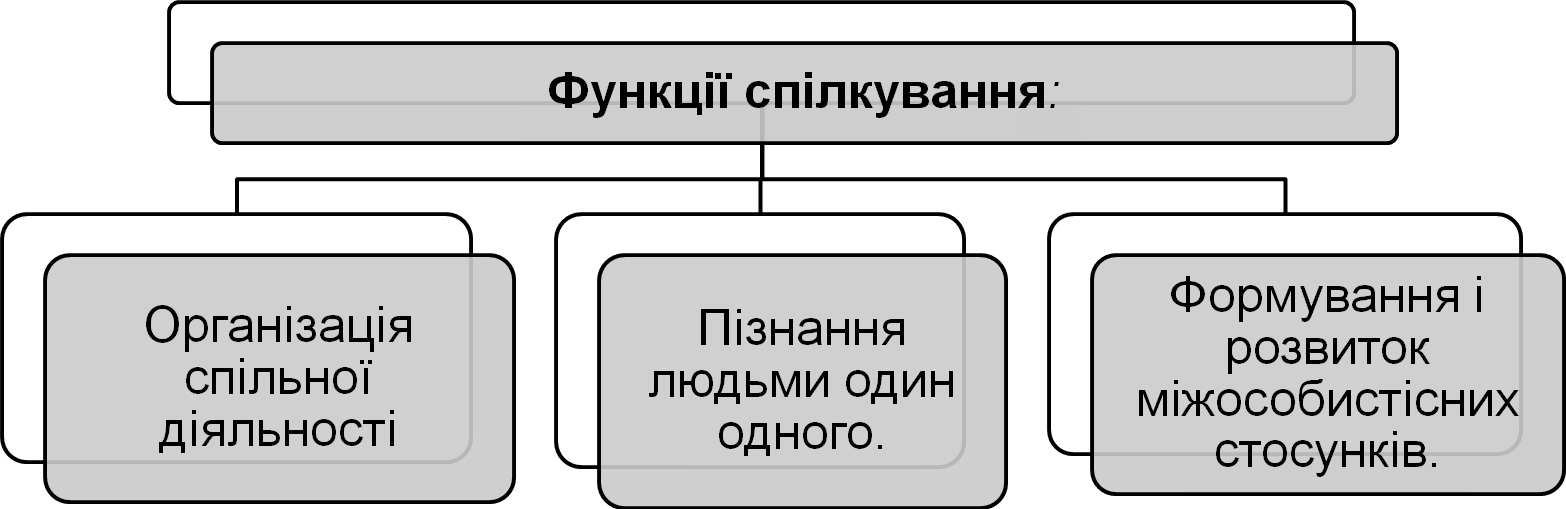 Функції спілкування:
Організація
спільної
діяльності
Пізнання
людьми один
одного.
Формування і
розвиток
міжособистісних
стосунків.